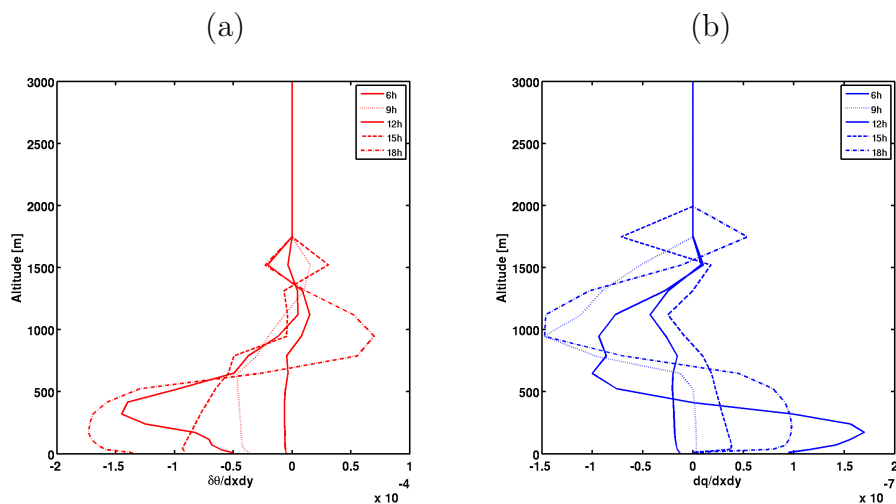 (a)
3000
2500
2000
1500
1000
500
0
Altitude [m]
-2
-1.5
-1
-0.5
0
0.5
1
δθ/dxdy
x 10
-4
6h
9h
12h
15h
18h
(b)
3000
2500
2000
1500
1000
500
0
Altitude [m]
-1.5
-1
-0.5
0
0.5
1
1.5
2
dq/dxdy
x 10
-7
6h
9h
12h
15h
18h